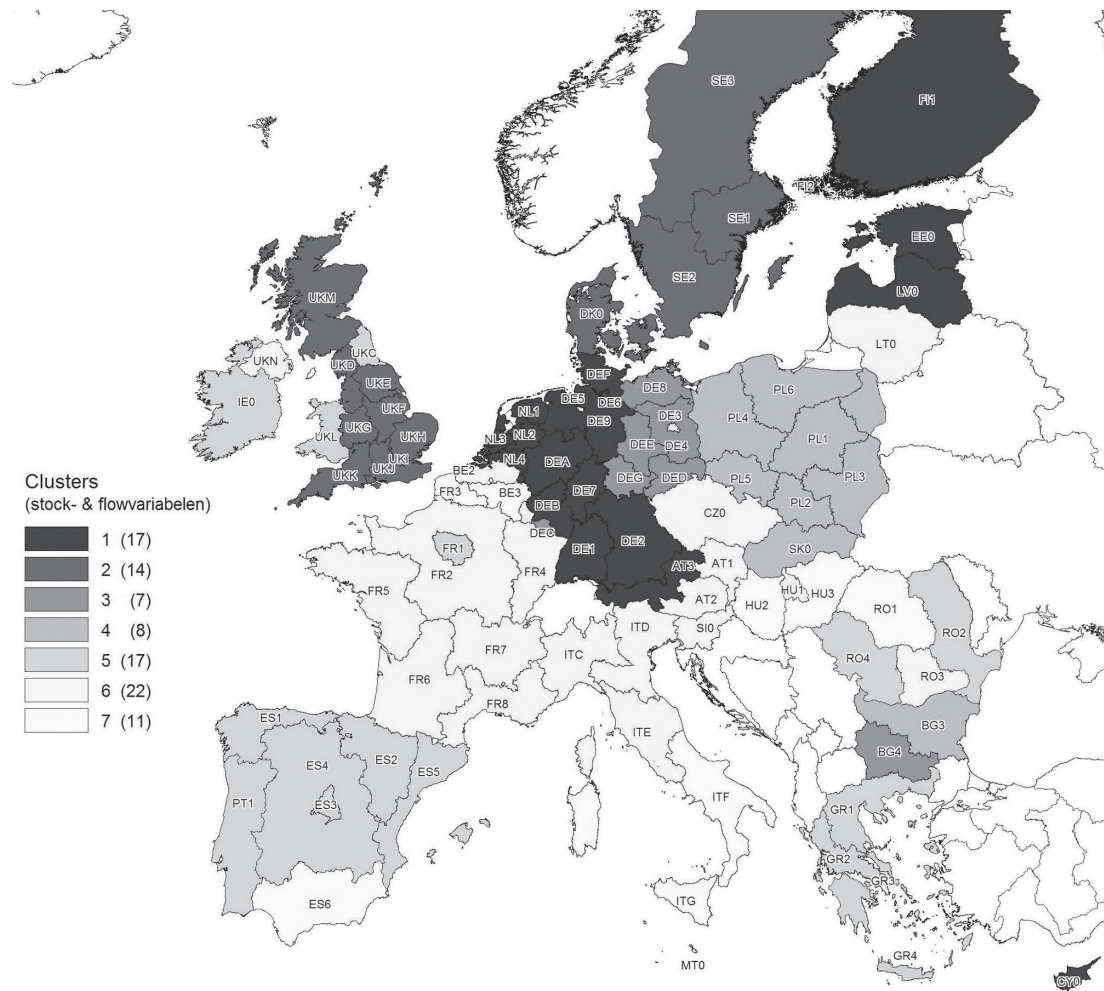 SE3
FI1
FI2
SE1
EE0
SE2
LV0
UKM
DK0
LT0
UKC
UKN
UKD
DEF
IE0
UKE
DE8
PL6
DE5
DE6
UKF
NL1
DE3
PL4
DE9
UKL
UKG
UKH
NL3
NL2
DEE
DE4
PL1
UKI
NL4
DEA
UKJ
UKK
BE2
DEG
DED
PL5
PL3
Clusters
(stock- & flowvariabelen)
1 (17)
2 (14)
3 (7)
4 (8)
5 (17)
6 (22)
7 (11)
FR3
BE3
DE7
DEB
PL2
CZ0
DEC
FR1
DE1
DE2
SK0
FR2
FR4
AT3
AT1
FR5
AT2
HU1
HU2
HU3
RO1
ITD
SI0
RO2
FR7
ITC
RO4
RO3
FR6
FR8
ES1
BG3
ITE
BG4
ES4
ES2
ES5
PT1
ES3
ITF
GR1
GR2
GR3
ES6
ITG
GR4
MT0
CY0